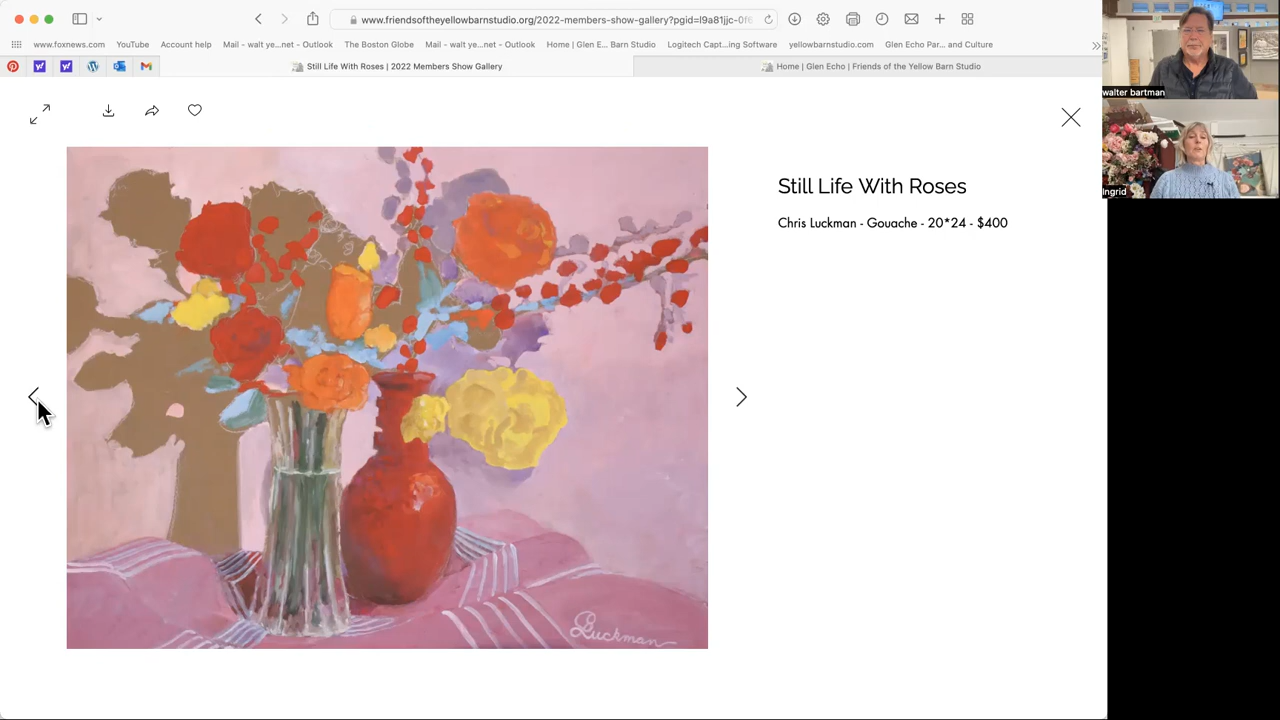 www.friendsoftheyellowbarnstudio.org/2022-members-show-gallery?pgid=l9a81jjc-0f6
www.foxnews.com YouTube Account help Mail - walt ye...net - Outlook The Boston Globe Mail - walt ye...net - Outlook Home | Glen E... Barn Studio Logitech Capt...ing Software yellowbarnstudio.com Glen Echo Par... and Culture
Still Life With Roses | 2022 Members Show Gallery Home | Glen Echo | Friends of the Yellow Barn Studio
walter bartman
Ingrid
Still Life With Roses
Chris Luckman - Gouache - 20*24 - $400
Luckman